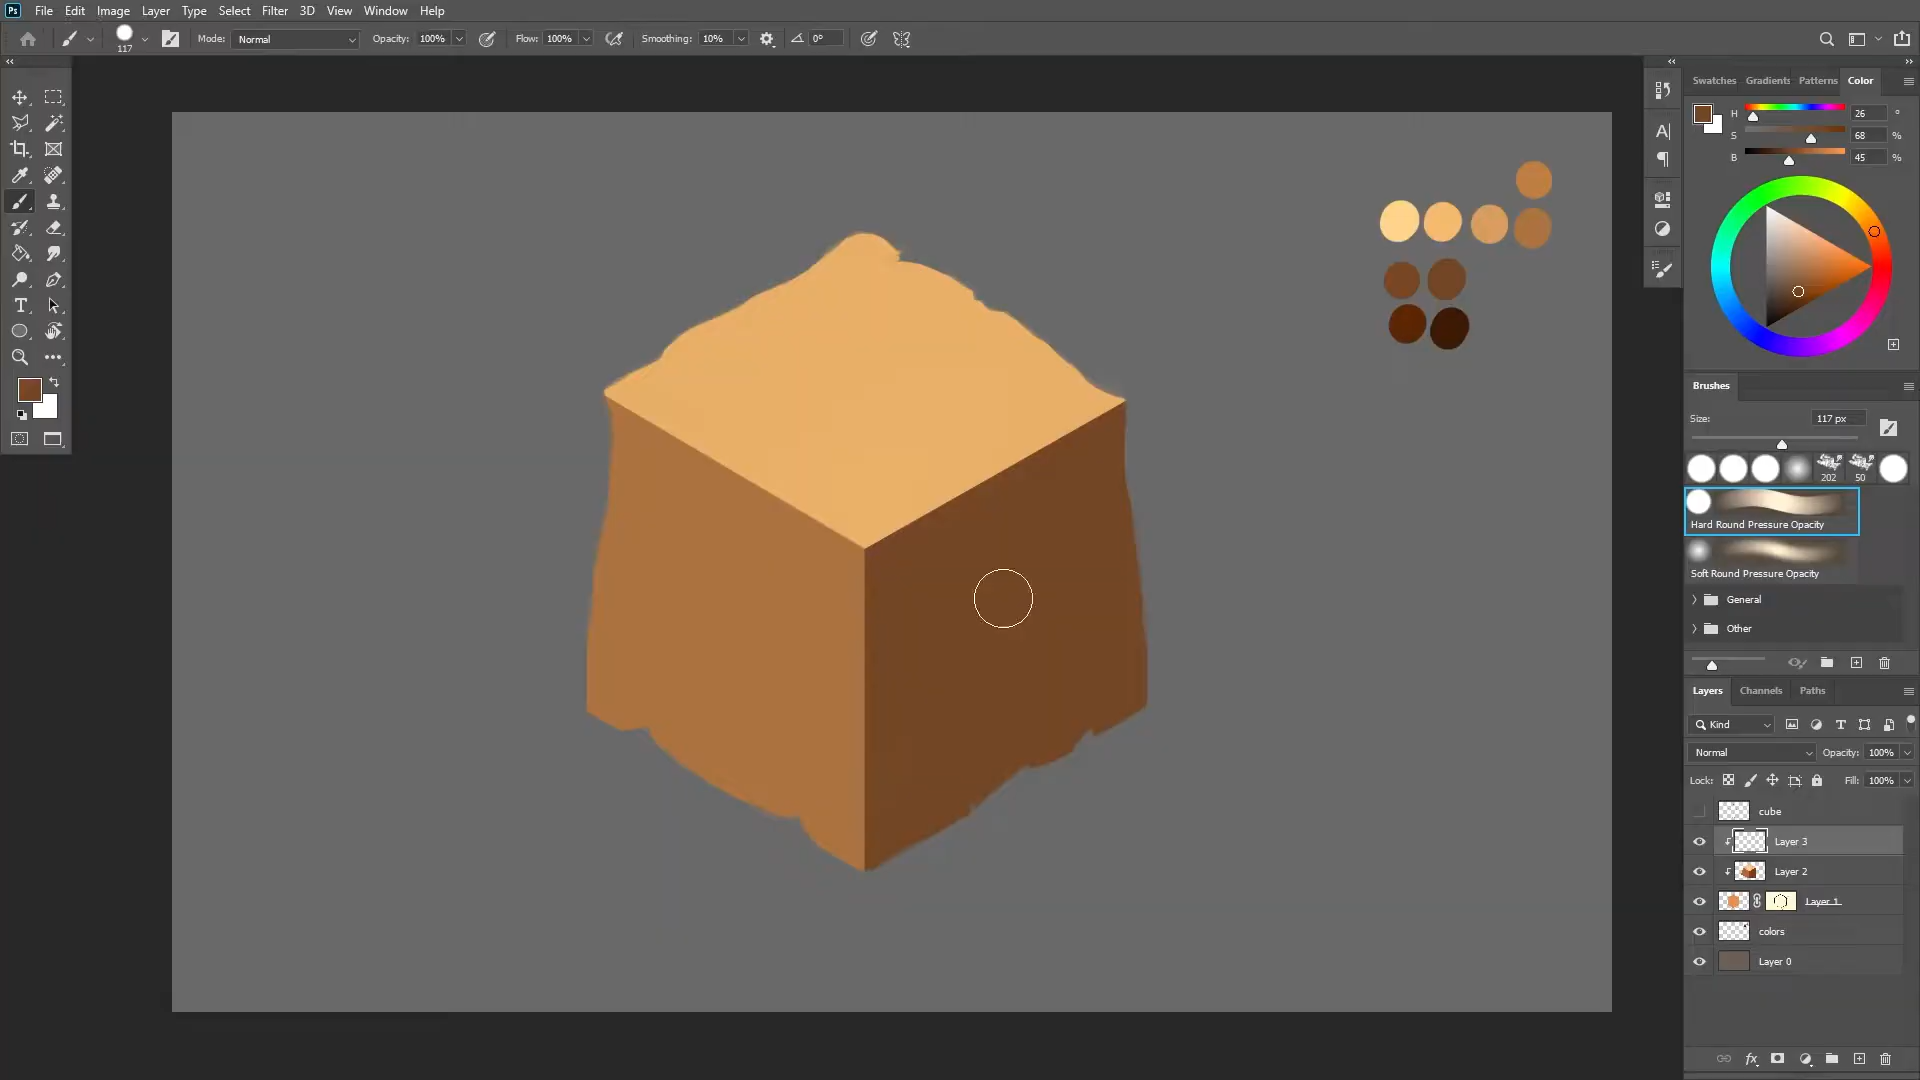 Ps File Edit Image Layer Type Select Filter 3D View Window Help
117 Mode: Normal Opacity: 100% Flow: 100% Smoothing: 10% 0°
Swatches Gradients Patterns Color
H 26 °
S 68 %
B 45 %
Brushes
Size: 117 px
202 50
Hard Round Pressure Opacity
Soft Round Pressure Opacity
General
Other
Layers Channels Paths
Kind
Normal Opacity: 100%
Lock: Fill: 100%
cube
Layer 3
Layer 2
Layer 1
colors
Layer 0